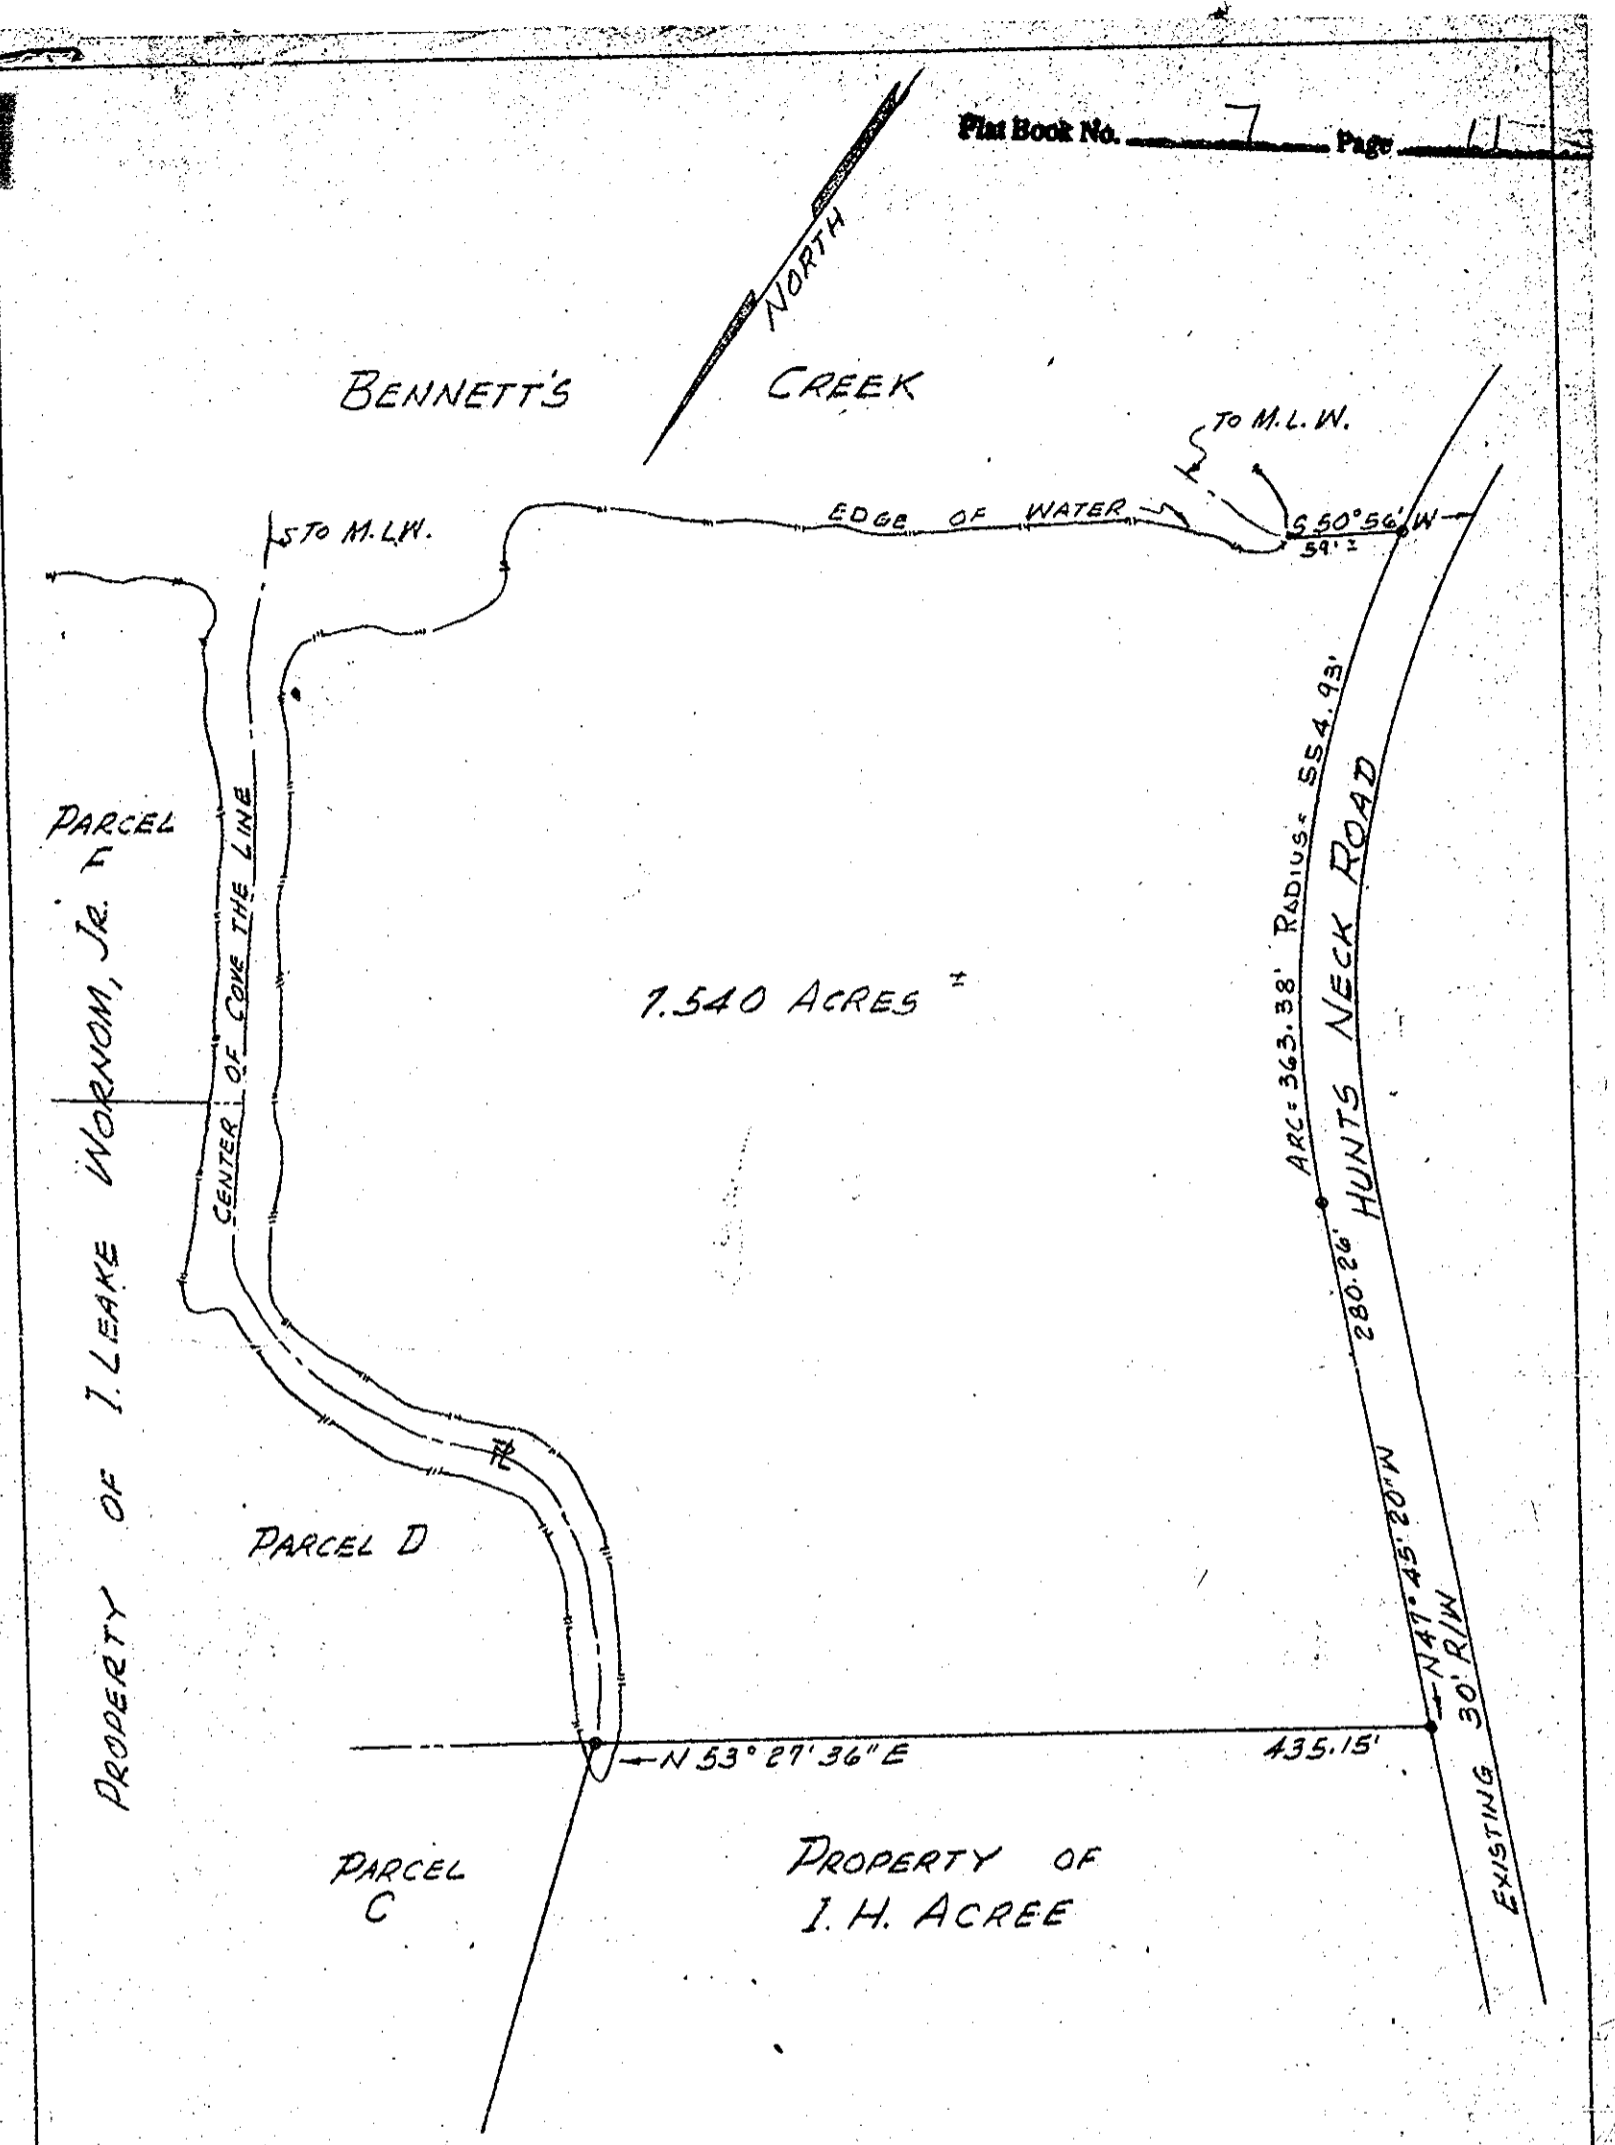 Plat Book No. 7 Page 11
NORTH
BENNETT'S CREEK
TO M.L.W.
TO M.L.W.
EDGE OF WATER
S 50° 56' W
59' ±
PARCEL
E
CENTER OF COVE THE LINE
7.540 ACRES ±
ARC = 363.38' RADIUS = 554.93'
HUNTS NECK ROAD
280.26'
N 47° 45' 20" W
30' R/W
EXISTING
PROPERTY OF I. LEAKE WORNOM, JR.
PARCEL D
N 53° 27' 36" E
435.15'
PARCEL
C
PROPERTY OF
I. H. ACREE